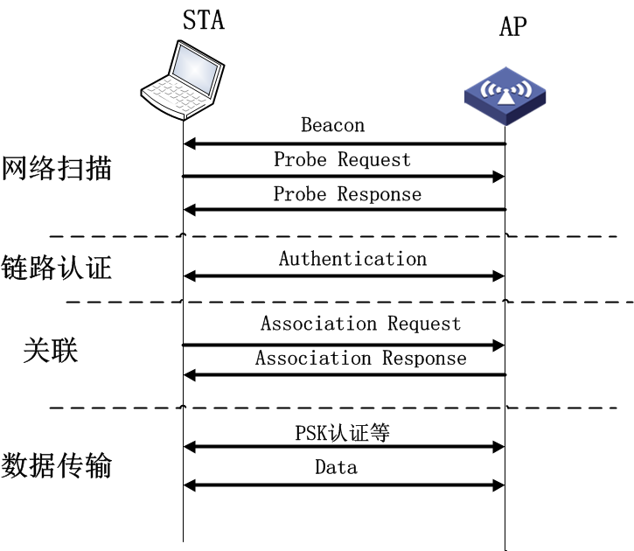 STA
AP
Beacon
网络扫描
Probe Request
Probe Response
链路认证
Authentication
Association Request
关联
Association Response
PSK认证等
数据传输
Data